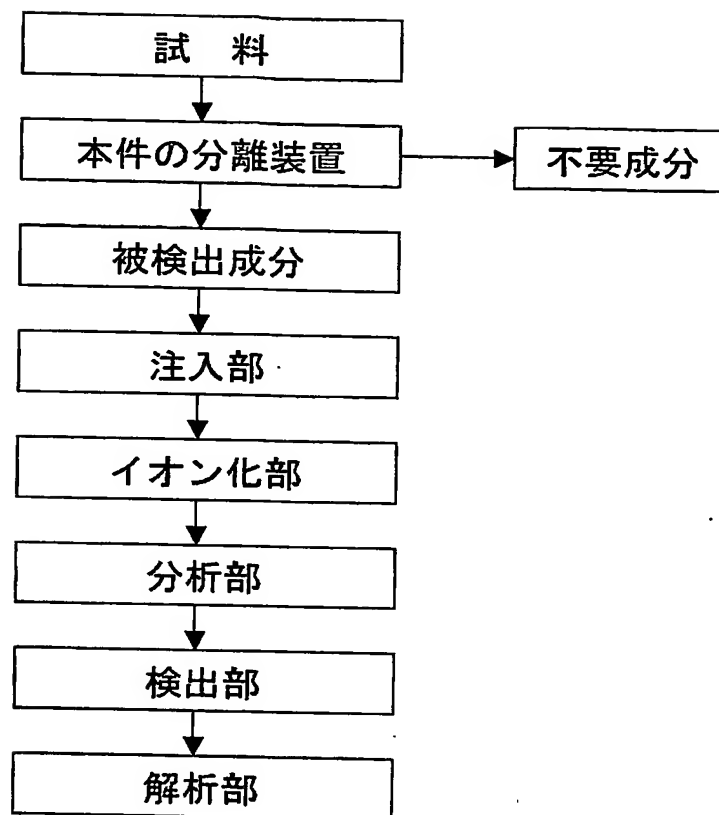 試 料
本件の分離装置
不要成分
被検出成分
注入部
イオン化部
分析部
検出部
解析部